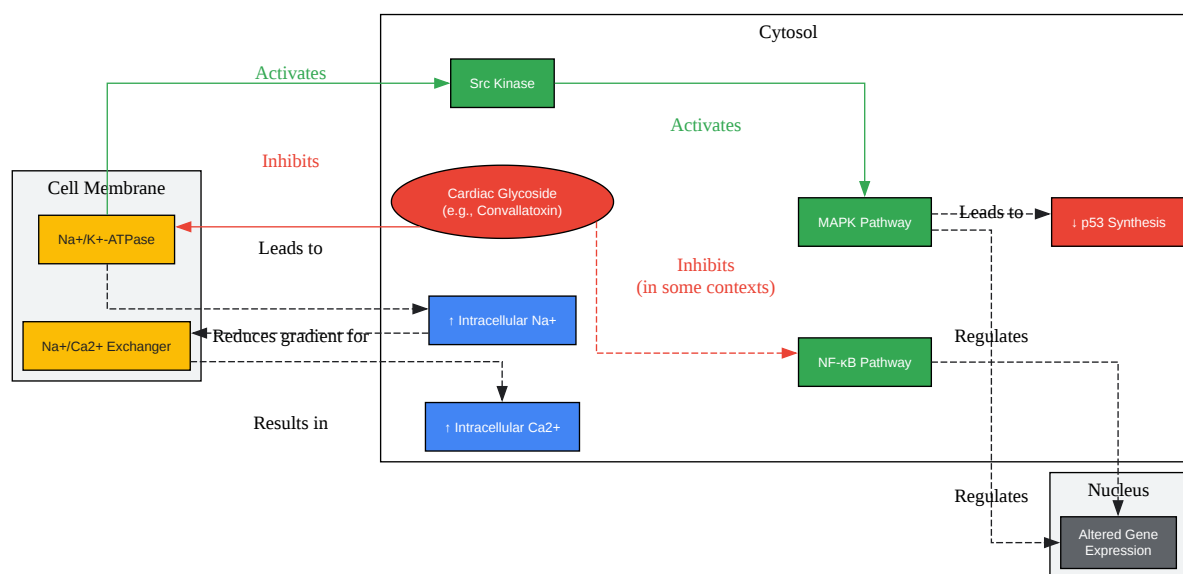 Cytosol
Activates
Src Kinase
Activates
Inhibits
Cell Membrane
Cardiac Glycoside
(e.g., Convallatoxin)
Na+/K+-ATPase
MAPK Pathway
Leads to
↓ p53 Synthesis
Leads to
Inhibits
(in some contexts)
↑ Intracellular Na+
Na+/Ca2+ Exchanger
Reduces gradient for
Regulates
NF-κB Pathway
Results in
↑ Intracellular Ca2+
Regulates
Nucleus
Altered Gene
Expression